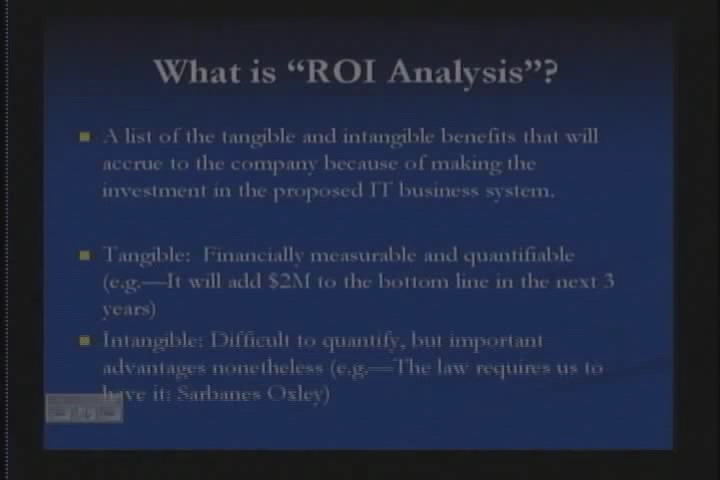 What is “ROI Analysis”?
A list of the tangible and intangible benefits that will
accrue to the company because of making the
investment in the proposed IT business system.
Tangible: Financially measurable and quantifiable
(e.g.—It will add $2M to the bottom line in the next 3
years)
Intangible: Difficult to quantify, but important
advantages nonetheless (e.g.—The law requires us to
have it: Sarbanes Oxley)